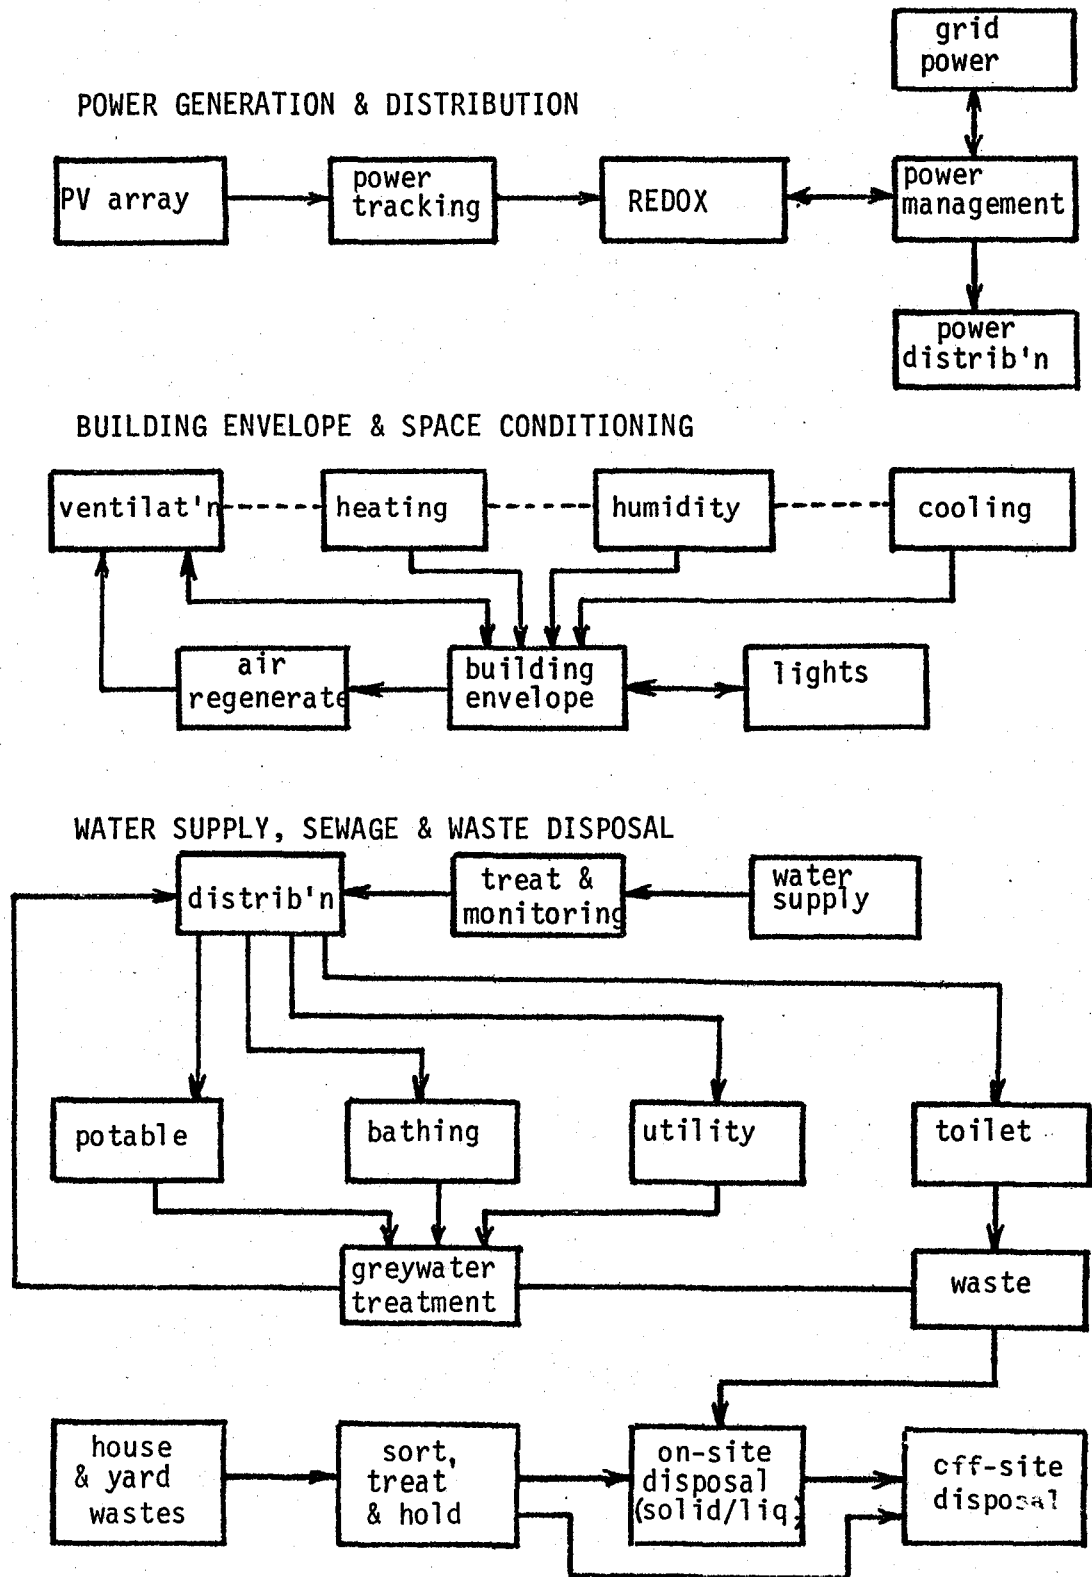 grid
power
POWER GENERATION & DISTRIBUTION
PV array
power
tracking
REDOX
power
management
power
distrib'n
BUILDING ENVELOPE & SPACE CONDITIONING
ventilat'n
heating
humidity
cooling
air
regenerate
building
envelope
lights
WATER SUPPLY, SEWAGE & WASTE DISPOSAL
distrib'n
treat &
monitoring
water
supply
potable
bathing
utility
toilet
greywater
treatment
waste
house
& yard
wastes
sort,
treat
& hold
on-site
disposal
(solid/liq)
off-site
disposal